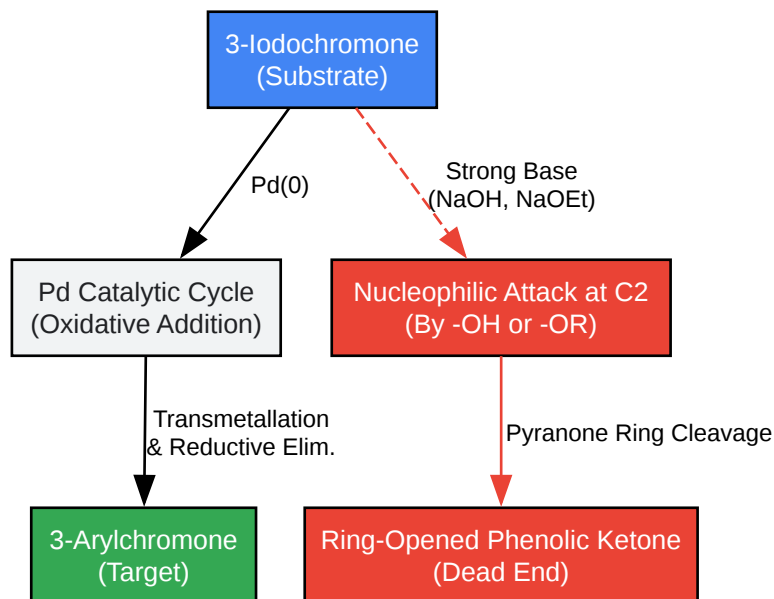 3-Iodochromone
(Substrate)
Pd(0)
Strong Base
(NaOH, NaOEt)
Pd Catalytic Cycle
(Oxidative Addition)
Nucleophilic Attack at C2
(By -OH or -OR)
Transmetallation
& Reductive Elim.
Pyranone Ring Cleavage
3-Arylchromone
(Target)
Ring-Opened Phenolic Ketone
(Dead End)